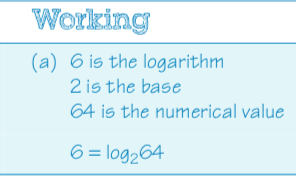 Working
(a) 6 is the logarithm
2 is the base
64 is the numerical value
6 = log₂64